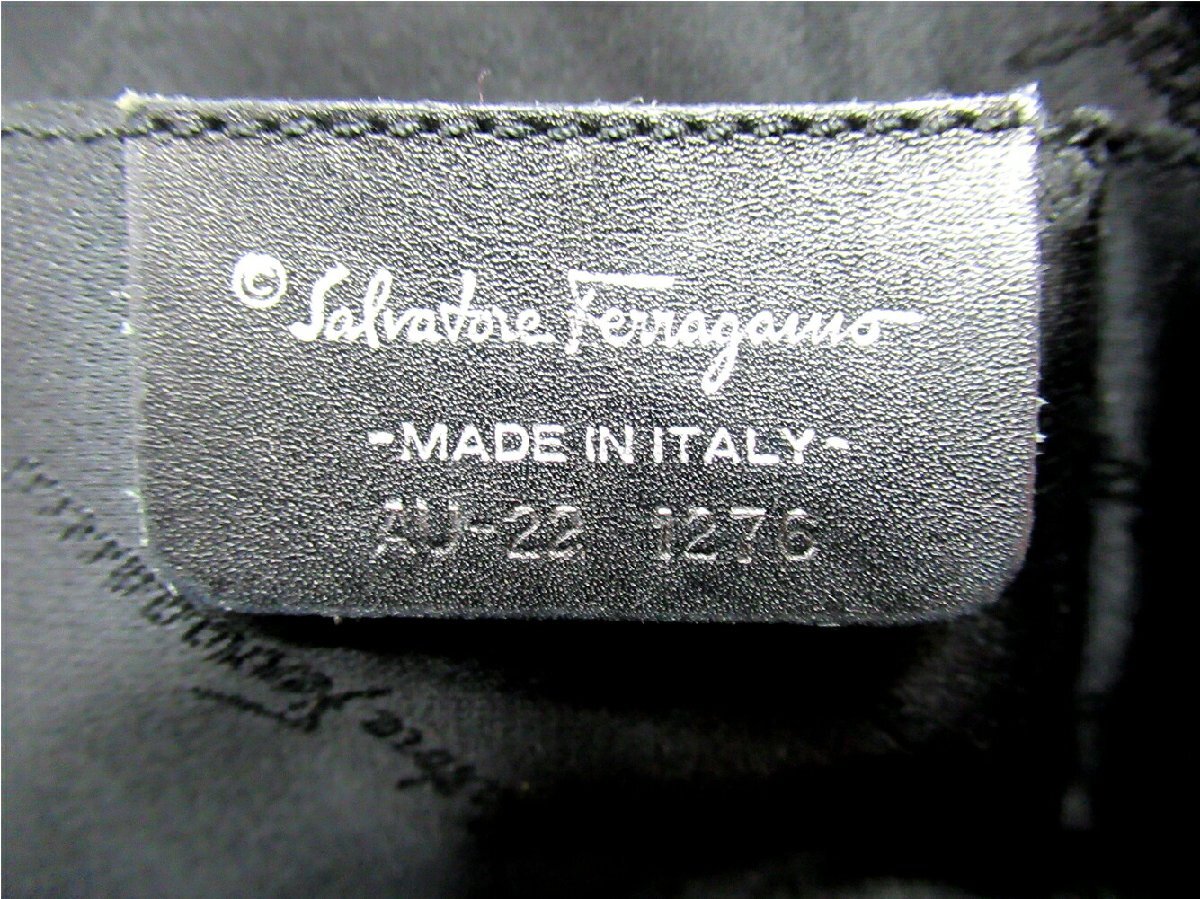 © Salvatore Ferragamo
-MADE IN ITALY-
AU-22 1276